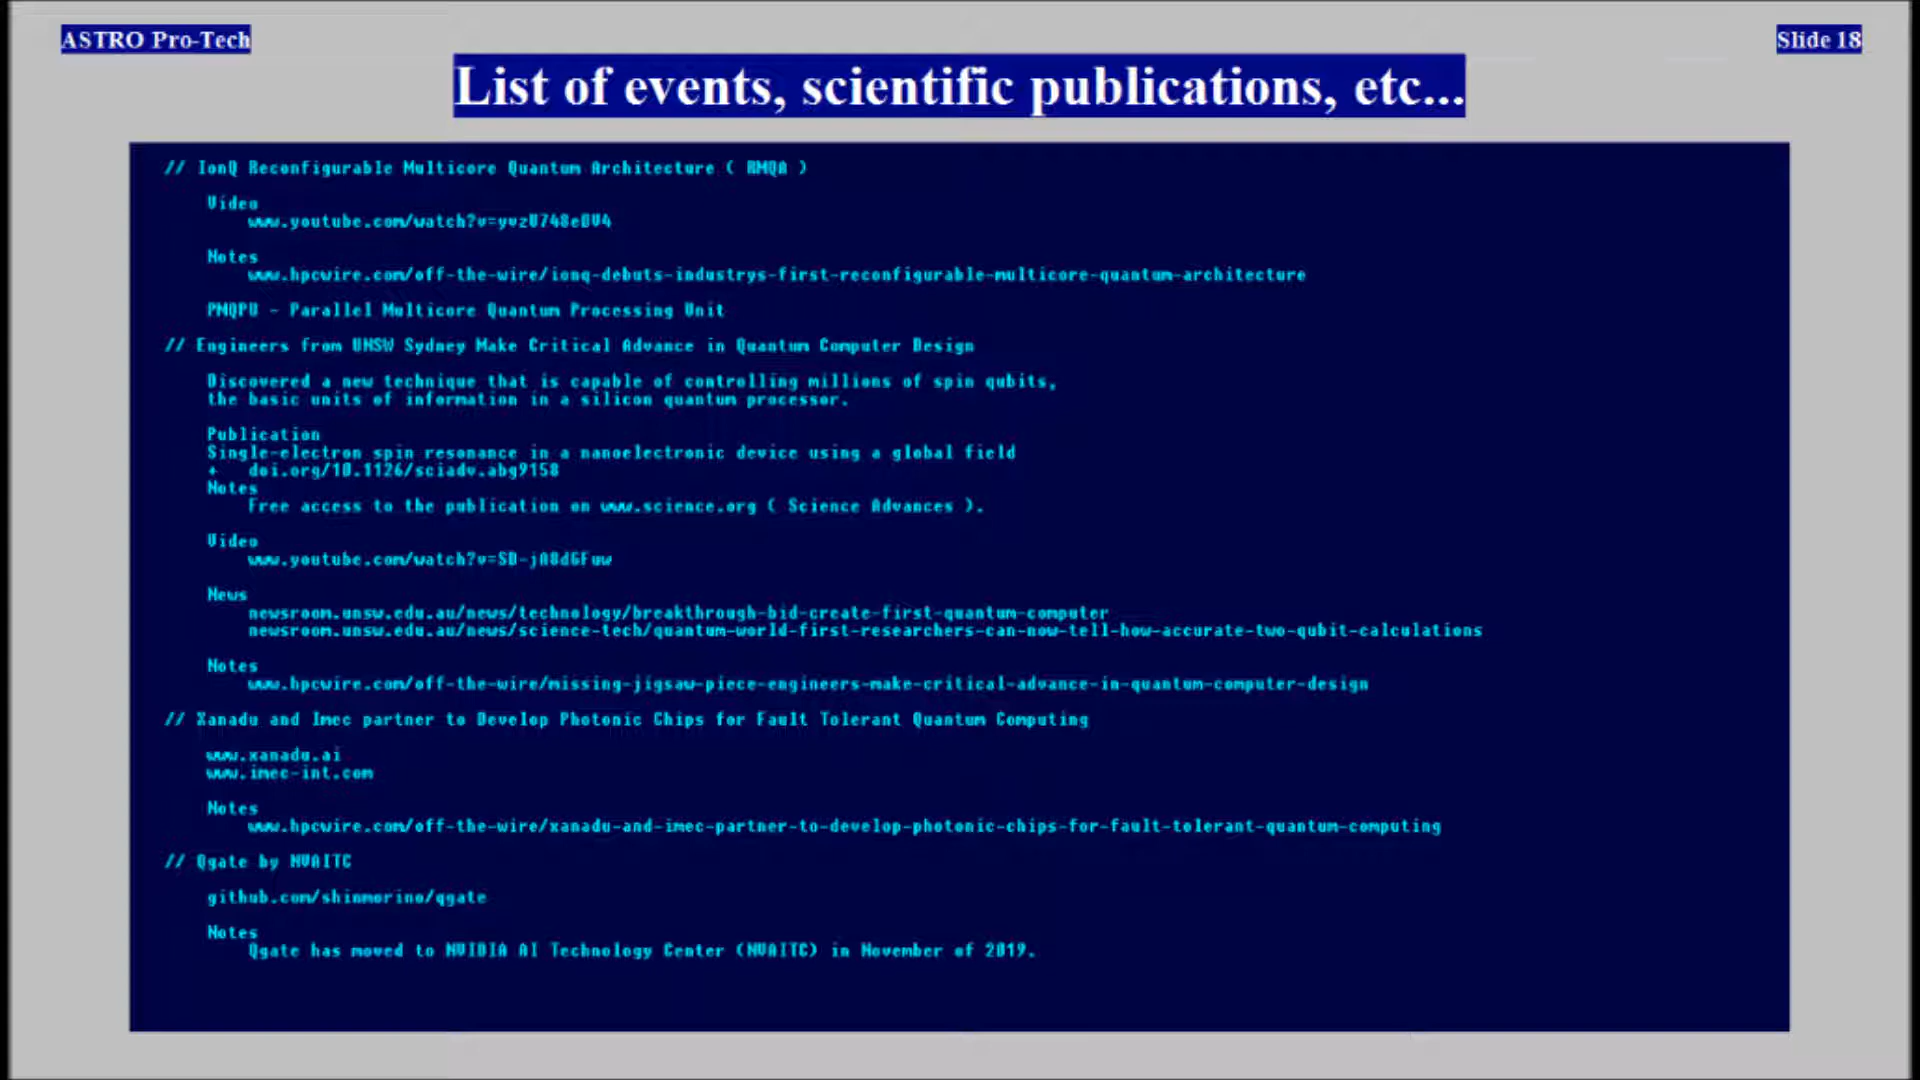 ASTRO Pro-Tech
Slide 18
List of events, scientific publications, etc...
// IonQ Reconfigurable Multicore Quantum Architecture ( RMQA )
Video
www.youtube.com/watch?v=yvzU748e0V4
Notes
www.hpcwire.com/off-the-wire/ionq-debuts-industrys-first-reconfigurable-multicore-quantum-architecture
PMQPU - Parallel Multicore Quantum Processing Unit
// Engineers from UNSW Sydney Make Critical Advance in Quantum Computer Design
Discovered a new technique that is capable of controlling millions of spin qubits,
the basic units of information in a silicon quantum processor.
Publication
Single-electron spin resonance in a nanoelectronic device using a global field
+ doi.org/10.1126/sciadv.abg9158
Notes
Free access to the publication on www.science.org ( Science Advances ).
Video
www.youtube.com/watch?v=SD-jA8dGFuw
News
newsroom.unsw.edu.au/news/technology/breakthrough-bid-create-first-quantum-computer
newsroom.unsw.edu.au/news/science-tech/quantum-world-first-researchers-can-now-tell-how-accurate-two-qubit-calculations
Notes
www.hpcwire.com/off-the-wire/missing-jigsaw-piece-engineers-make-critical-advance-in-quantum-computer-design
// Xanadu and Imec partner to Develop Photonic Chips for Fault Tolerant Quantum Computing
www.xanadu.ai
www.imec-int.com
Notes
www.hpcwire.com/off-the-wire/xanadu-and-imec-partner-to-develop-photonic-chips-for-fault-tolerant-quantum-computing
// Qgate by NVAITC
github.com/shinmorino/qgate
Notes
Qgate has moved to NVIDIA AI Technology Center (NVAITC) in November of 2019.